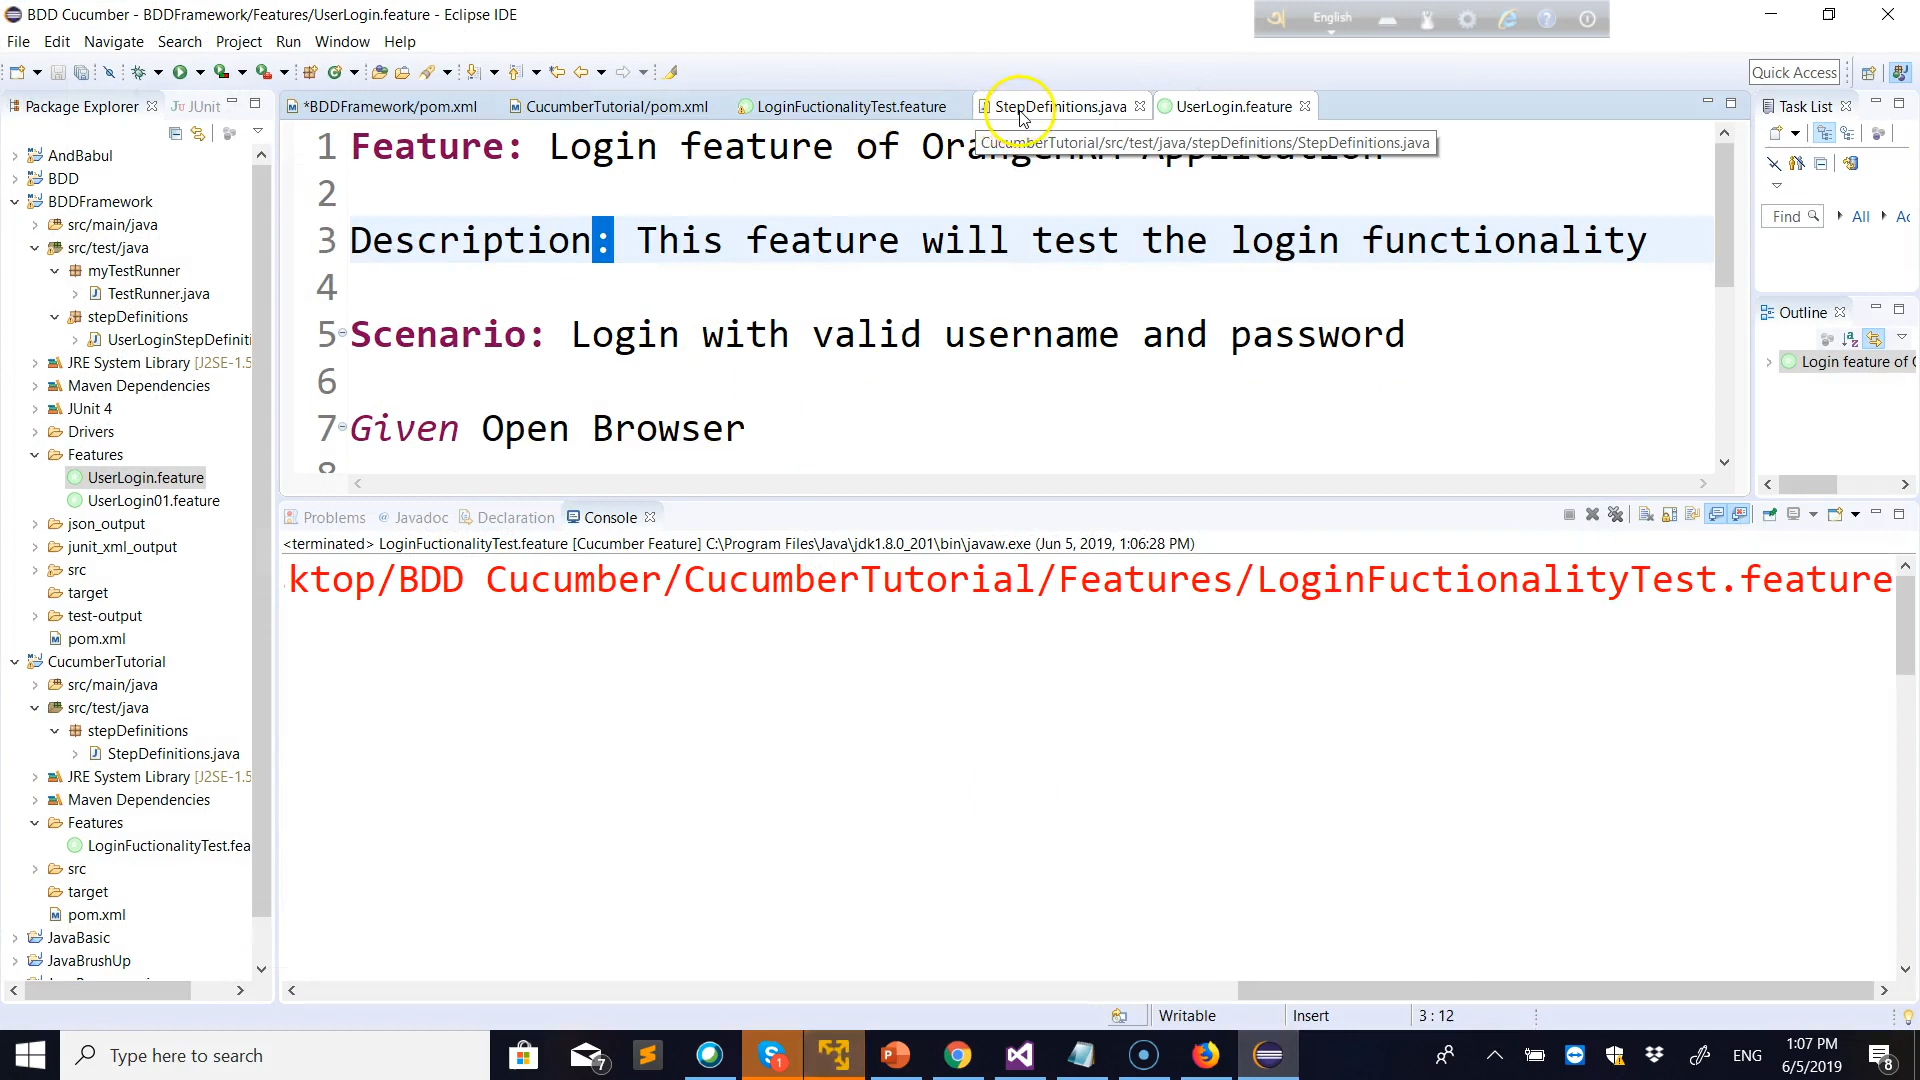 BDD Cucumber - BDDFramework/Features/UserLogin.feature - Eclipse IDE
English
File Edit Navigate Search Project Run Window Help
Quick Access
Package Explorer JUnit
*BDDFramework/pom.xml CucumberTutorial/pom.xml LoginFuctionalityTest.feature StepDefinitions.java UserLogin.feature
Task List
CucumberTutorial/src/test/java/stepDefinitions/StepDefinitions.java
AndBabul
BDD
BDDFramework
src/main/java
src/test/java
myTestRunner
TestRunner.java
stepDefinitions
UserLoginStepDefiniti
JRE System Library [J2SE-1.5
Maven Dependencies
JUnit 4
Drivers
Features
UserLogin.feature
UserLogin01.feature
json_output
junit_xml_output
src
target
test-output
pom.xml
CucumberTutorial
src/main/java
src/test/java
stepDefinitions
StepDefinitions.java
JRE System Library [J2SE-1.5
Maven Dependencies
Features
LoginFuctionalityTest.fea
src
target
pom.xml
JavaBasic
JavaBrushUp
1 Feature: Login feature of Application
2
3 Description: This feature will test the login functionality
4
5 Scenario: Login with valid username and password
6
7 Given Open Browser
8
Find All Ac
Outline
Login feature of
Problems Javadoc Declaration Console
<terminated> LoginFuctionalityTest.feature [Cucumber Feature] C:\Program Files\Java\jdk1.8.0_201\bin\javaw.exe (Jun 5, 2019, 1:06:28 PM)
ktop/BDD Cucumber/CucumberTutorial/Features/LoginFuctionalityTest.feature
Writable Insert 3 : 12
Type here to search
7
1
ENG
1:07 PM
6/5/2019
8